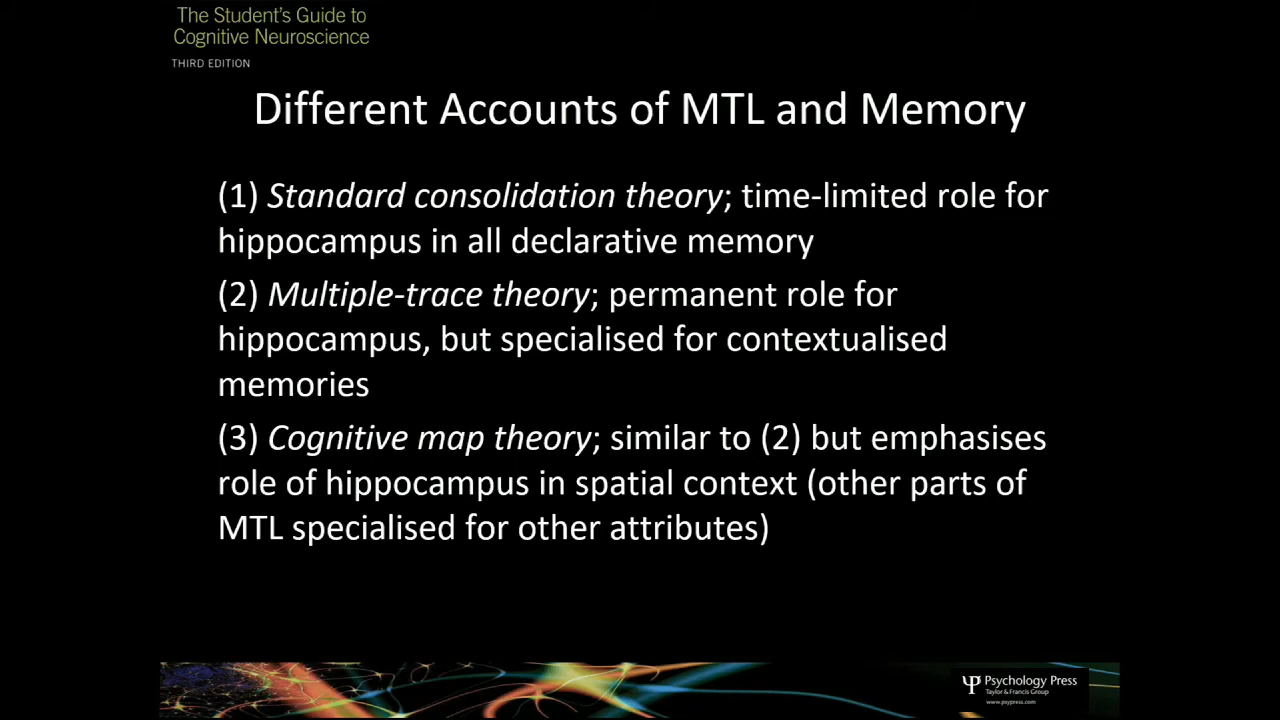 The Student's Guide to
Cognitive Neuroscience
THIRD EDITION
Different Accounts of MTL and Memory
(1) Standard consolidation theory; time-limited role for
hippocampus in all declarative memory
(2) Multiple-trace theory; permanent role for
hippocampus, but specialised for contextualised
memories
(3) Cognitive map theory; similar to (2) but emphasises
role of hippocampus in spatial context (other parts of
MTL specialised for other attributes)
Psychology Press
Taylor & Francis Group
www.psypress.com